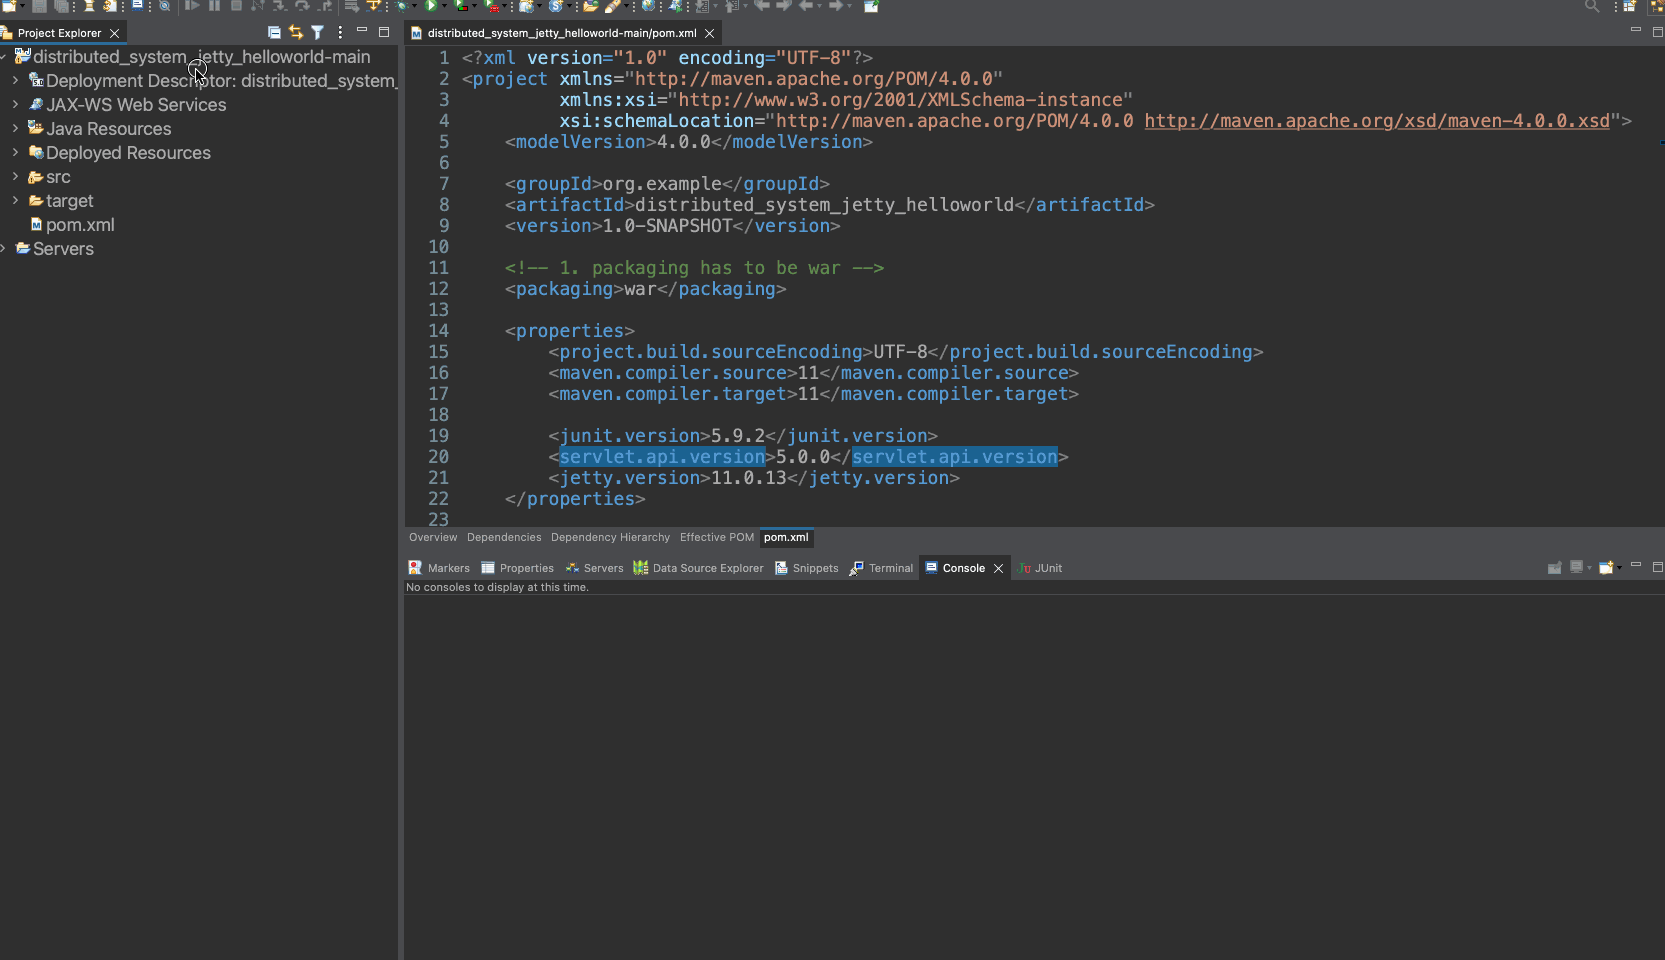 Project Explorer
distributed_system_jetty_helloworld-main
Deployment Descriptor: distributed_system_
JAX-WS Web Services
Java Resources
Deployed Resources
src
target
pom.xml
Servers
distributed_system_jetty_helloworld-main/pom.xml
1 <?xml version="1.0" encoding="UTF-8"?>
2 <project xmlns="http://maven.apache.org/POM/4.0.0"
3 xmlns:xsi="http://www.w3.org/2001/XMLSchema-instance"
4 xsi:schemaLocation="http://maven.apache.org/POM/4.0.0 http://maven.apache.org/xsd/maven-4.0.0.xsd">
5 <modelVersion>4.0.0</modelVersion>
6
7 <groupId>org.example</groupId>
8 <artifactId>distributed_system_jetty_helloworld</artifactId>
9 <version>1.0-SNAPSHOT</version>
10
11 <!-- 1. packaging has to be war -->
12 <packaging>war</packaging>
13
14 <properties>
15 <project.build.sourceEncoding>UTF-8</project.build.sourceEncoding>
16 <maven.compiler.source>11</maven.compiler.source>
17 <maven.compiler.target>11</maven.compiler.target>
18
19 <junit.version>5.9.2</junit.version>
20 <servlet.api.version>5.0.0</servlet.api.version>
21 <jetty.version>11.0.13</jetty.version>
22 </properties>
23
Overview Dependencies Dependency Hierarchy Effective POM pom.xml
Markers Properties Servers Data Source Explorer Snippets Terminal Console JUnit
No consoles to display at this time.